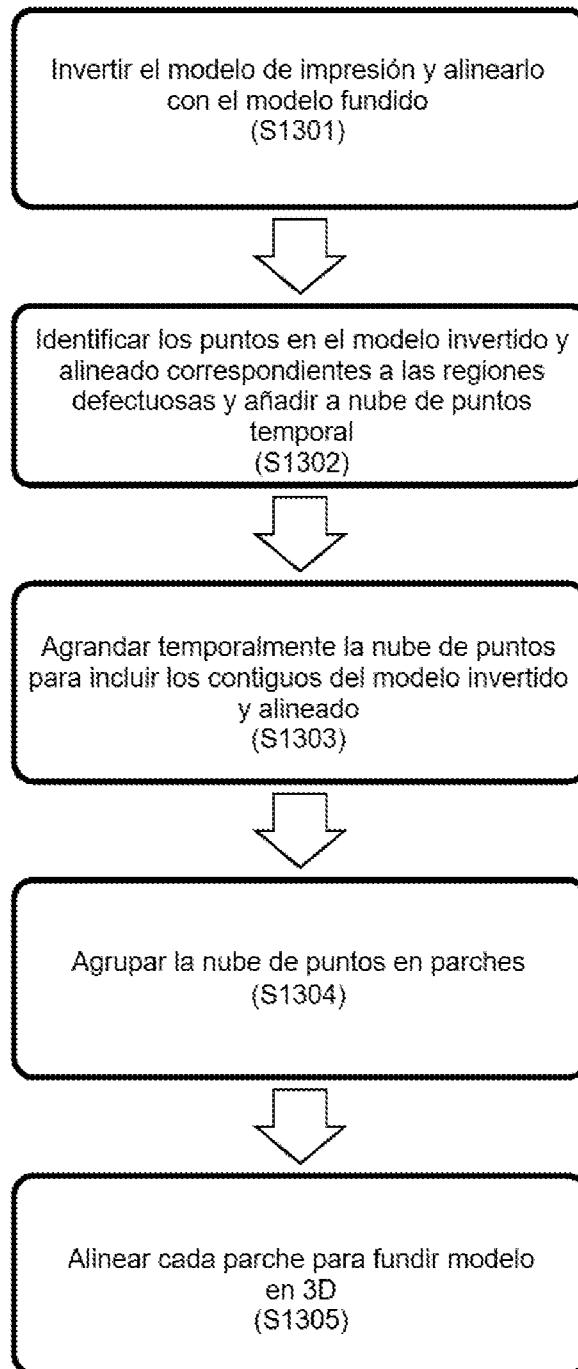 Invertir el modelo de impresión y alinearlo
con el modelo fundido
(S1301)
Identificar los puntos en el modelo invertido y
alineado correspondientes a las regiones
defectuosas y añadir a nube de puntos
temporal
(S1302)
Agrandar temporalmente la nube de puntos
para incluir los contiguos del modelo invertido
y alineado
(S1303)
Agrupar la nube de puntos en parches
(S1304)
Alinear cada parche para fundir modelo
en 3D
(S1305)